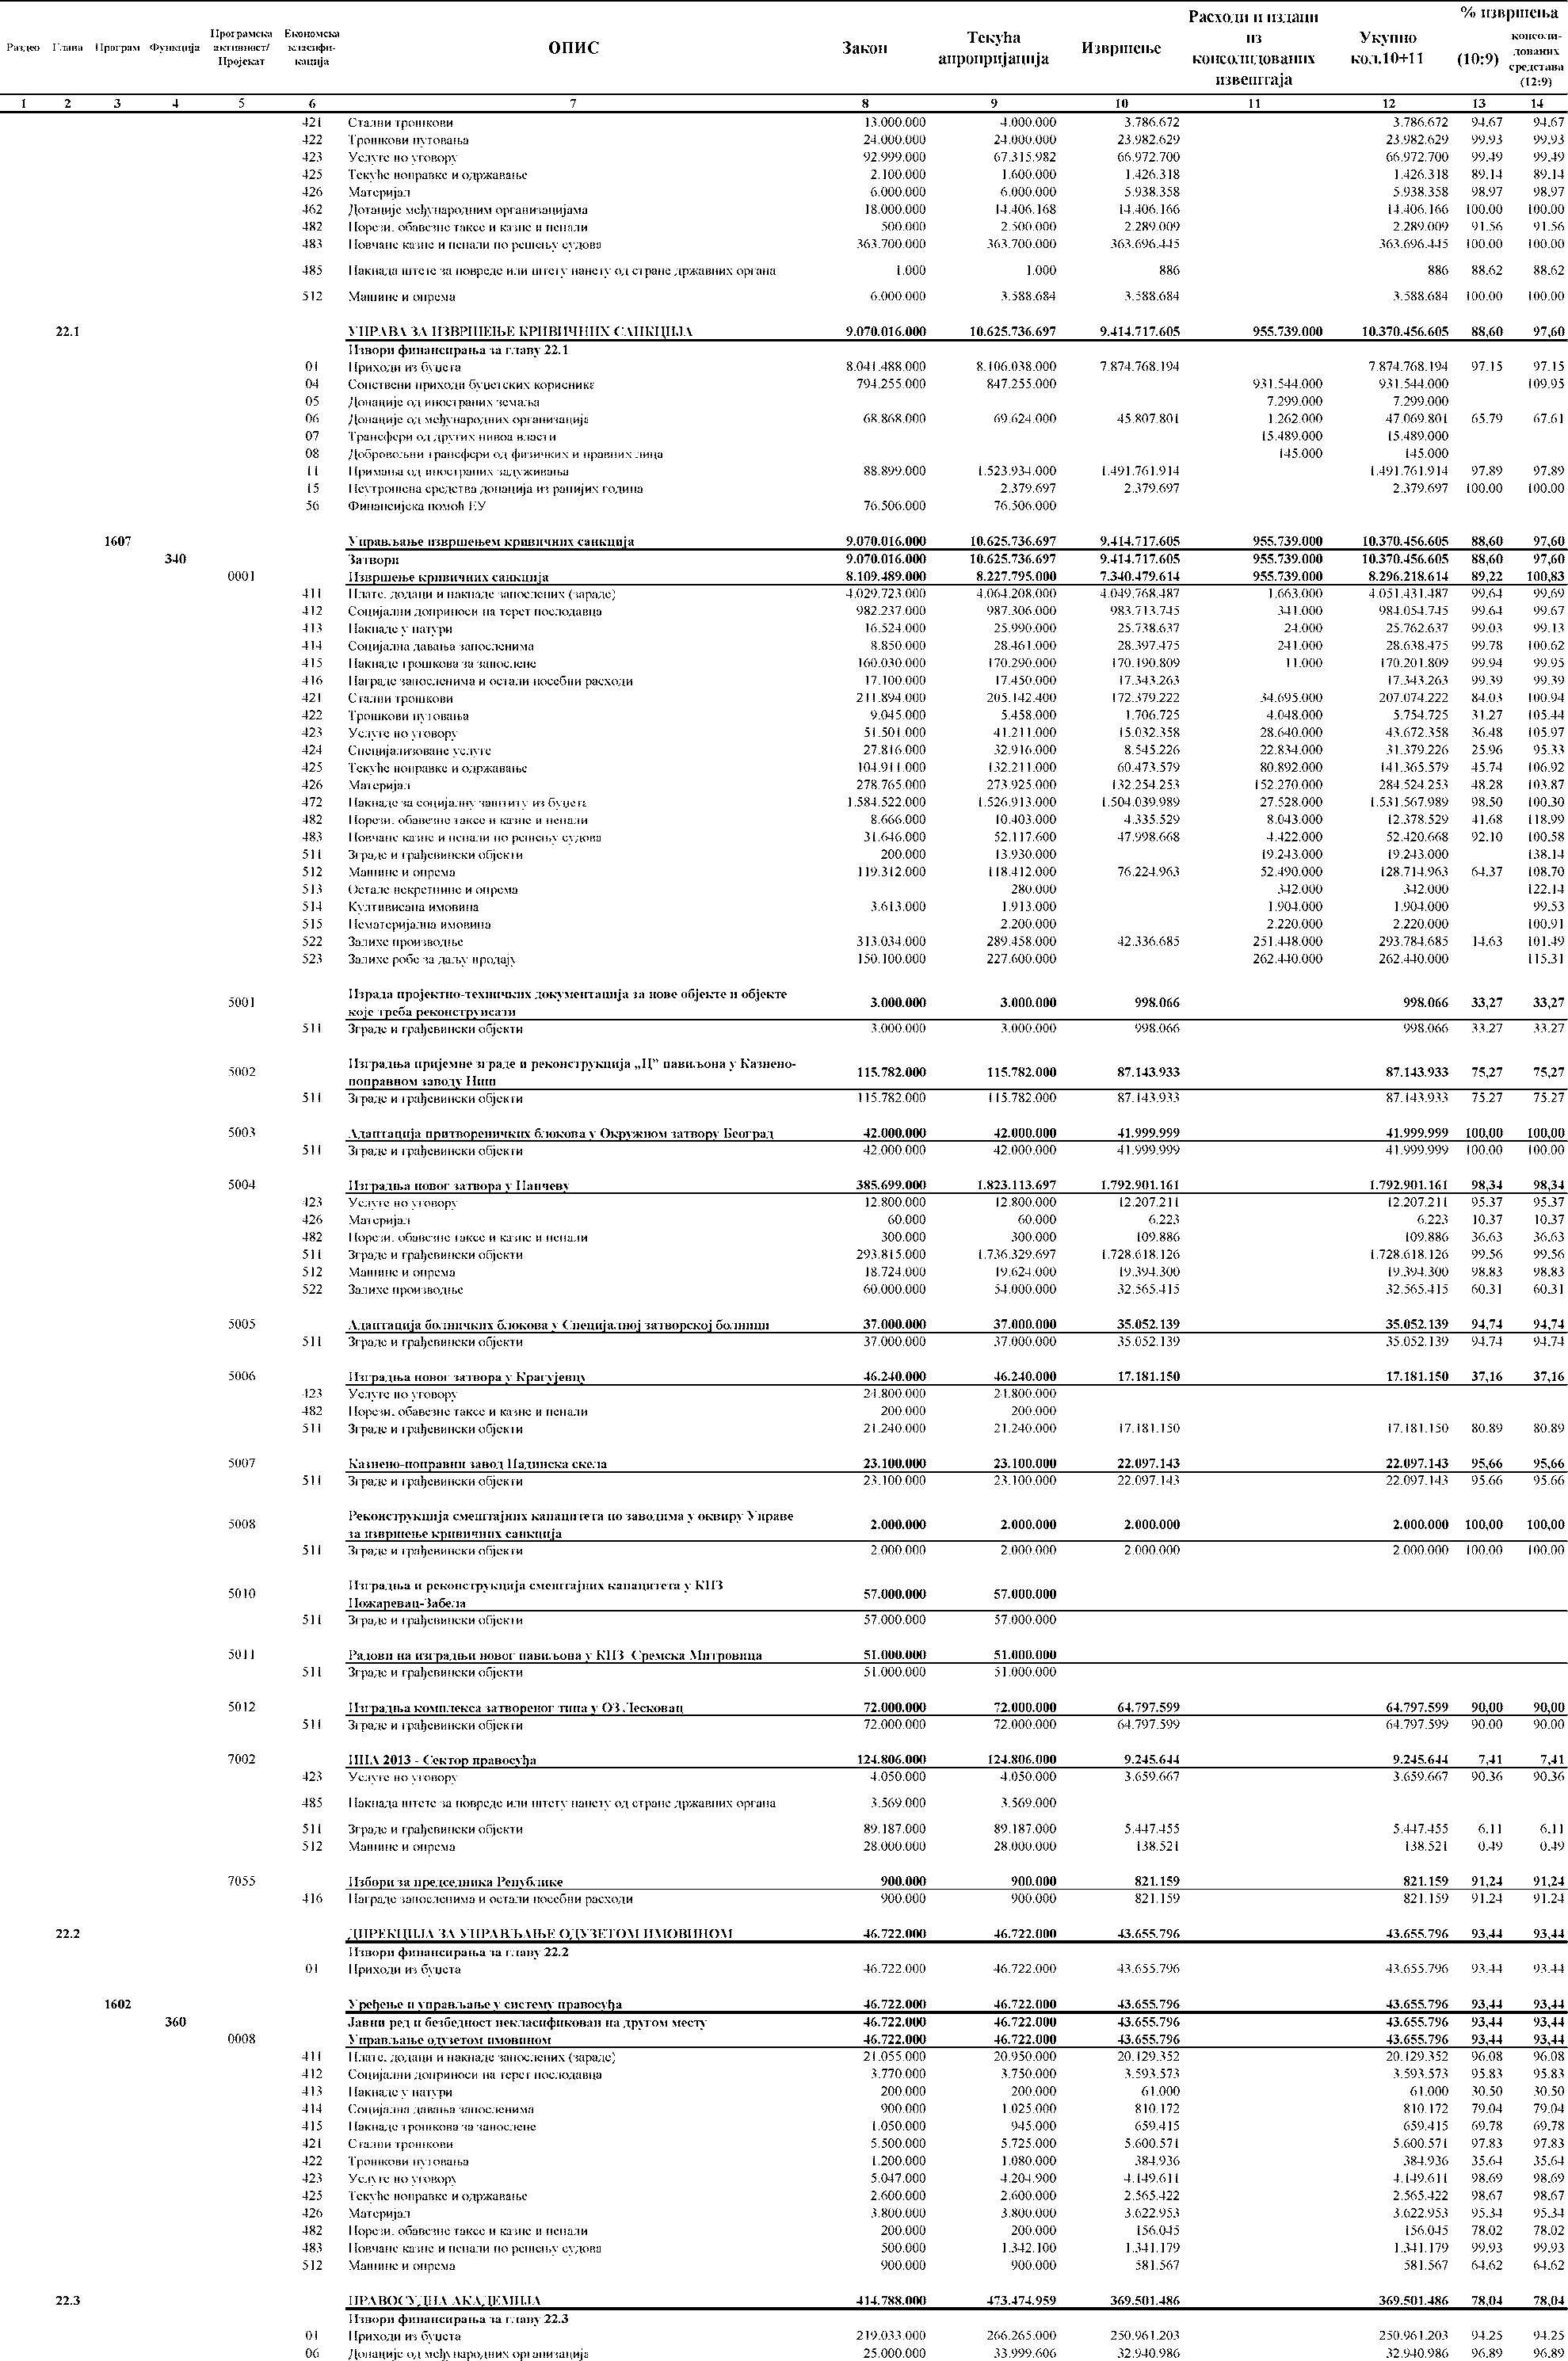 Раздео Глава Програм Функција Програмска активност/ Пројекат Економска класифи-кација ОПИС Закон Текућа апропријација Извршење Расходи и издаци из консолидованих извештаја Укупно кол.10+11 % извршења (10:9) консоли-дованих средстава (12:9)
1 2 3 4 5 6 7 8 9 10 11 12 13 14
421 Стални трошкови 13.000.000 4.000.000 3.786.672 3.786.672 94,67 94,67
422 Трошкови путовања 24.000.000 24.000.000 23.982.629 23.982.629 99,93 99,93
423 Услуге по уговору 92.999.000 67.315.982 66.972.700 66.972.700 99,49 99,49
425 Текуће поправке и одржавање 2.100.000 1.600.000 1.426.318 1.426.318 89,14 89,14
426 Материјал 6.000.000 6.000.000 5.938.358 5.938.358 98,97 98,97
462 Дотације међународним организацијама 18.000.000 14.406.168 14.406.166 14.406.166 100,00 100,00
482 Порези, обавезне таксе и казне и пенали 500.000 2.500.000 2.289.009 2.289.009 91,56 91,56
483 Новчане казне и пенали по решењу судова 363.700.000 363.700.000 363.696.445 363.696.445 100,00 100,00
485 Накнада штете за повреде или штету нанету од стране државних органа 1.000 1.000 886 886 88,62 88,62
512 Машине и опрема 6.000.000 3.588.684 3.588.684 3.588.684 100,00 100,00
22.1 УПРАВА ЗА ИЗВРШЕЊЕ КРИВИЧНИХ САНКЦИЈА 9.070.016.000 10.625.736.697 9.414.717.605 955.739.000 10.370.456.605 88,60 97,60
Извори финансирања за главу 22.1
01 Приходи из буџета 8.041.488.000 8.106.038.000 7.874.768.194 7.874.768.194 97,15 97,15
04 Сопствени приходи буџетских корисника 794.255.000 847.255.000 931.544.000 931.544.000 109,95
05 Донације од иностраних земаља 7.299.000 7.299.000
06 Донације од међународних организација 68.868.000 69.624.000 45.807.801 1.262.000 47.069.801 65,79 67,61
07 Трансфери од других нивоа власти 15.489.000 15.489.000
08 Добровољни трансфери од физичких и правних лица 145.000 145.000
11 Примања од иностраних задуживања 88.899.000 1.523.934.000 1.491.761.914 1.491.761.914 97,89 97,89
15 Неутрошена средства донација из ранијих година 2.379.697 2.379.697 2.379.697 100,00 100,00
56 Финансијска помоћ ЕУ 76.506.000 76.506.000
1607 Управљање извршењем кривичних санкција 9.070.016.000 10.625.736.697 9.414.717.605 955.739.000 10.370.456.605 88,60 97,60
340 Затвори 9.070.016.000 10.625.736.697 9.414.717.605 955.739.000 10.370.456.605 88,60 97,60
0001 Извршење кривичних санкција 8.109.489.000 8.227.795.000 7.340.479.614 955.739.000 8.296.218.614 89,22 100,83
411 Плате, додаци и накнаде запослених (зараде) 4.029.723.000 4.064.208.000 4.049.768.487 1.663.000 4.051.431.487 99,64 99,69
412 Социјални доприноси на терет послодавца 982.237.000 987.306.000 983.713.745 341.000 984.054.745 99,64 99,67
413 Накнаде у натури 16.524.000 25.990.000 25.738.637 24.000 25.762.637 99,03 99,13
414 Социјална давања запосленима 8.850.000 28.461.000 28.397.475 241.000 28.638.475 99,78 100,62
415 Накнаде трошкова за запослене 160.030.000 170.290.000 170.190.809 11.000 170.201.809 99,94 99,95
416 Награде запосленима и остали посебни расходи 17.100.000 17.450.000 17.343.263 17.343.263 99,39 99,39
421 Стални трошкови 211.894.000 205.142.400 172.379.222 34.695.000 207.074.222 84,03 100,94
422 Трошкови путовања 9.045.000 5.458.000 1.706.725 4.048.000 5.754.725 31,27 105,44
423 Услуге по уговору 51.501.000 41.211.000 15.032.358 28.640.000 43.672.358 36,48 105,97
424 Специјализоване услуге 27.816.000 32.916.000 8.545.226 22.834.000 31.379.226 25,96 95,33
425 Текуће поправке и одржавање 104.911.000 132.211.000 60.473.579 80.892.000 141.365.579 45,74 106,92
426 Материјал 278.765.000 273.925.000 132.254.253 152.270.000 284.524.253 48,28 103,87
472 Накнаде за социјалну заштиту из буџета 1.584.522.000 1.526.913.000 1.504.039.989 27.528.000 1.531.567.989 98,50 100,30
482 Порези, обавезне таксе и казне и пенали 8.666.000 10.403.000 4.335.529 8.043.000 12.378.529 41,68 118,99
483 Новчане казне и пенали по решењу судова 31.646.000 52.117.600 47.998.668 4.422.000 52.420.668 92,10 100,58
511 Зграде и грађевински објекти 200.000 13.930.000 19.243.000 19.243.000 138,14
512 Машине и опрема 119.312.000 118.412.000 76.224.963 52.490.000 128.714.963 64,37 108,70
513 Остале некретнине и опрема 280.000 342.000 342.000 122,14
514 Култивисана имовина 3.613.000 1.913.000 1.904.000 1.904.000 99,53
515 Нематеријална имовина 2.200.000 2.220.000 2.220.000 100,91
522 Залихе производње 313.034.000 289.458.000 42.336.685 251.448.000 293.784.685 14,63 101,49
523 Залихе робе за даљу продају 150.100.000 227.600.000 262.440.000 262.440.000 115,31
5001 Израда пројектно-техничких документација за нове објекте и објекте
које треба реконструисати 3.000.000 3.000.000 998.066 998.066 33,27 33,27
511 Зграде и грађевински објекти 3.000.000 3.000.000 998.066 998.066 33,27 33,27
5002 Изградња пријемне зграде и реконструкција „Ц” павиљона у Казнено-
поправном заводу Ниш 115.782.000 115.782.000 87.143.933 87.143.933 75,27 75,27
511 Зграде и грађевински објекти 115.782.000 115.782.000 87.143.933 87.143.933 75,27 75,27
5003 Адаптација притвореничких блокова у Окружном затвору Београд 42.000.000 42.000.000 41.999.999 41.999.999 100,00 100,00
511 Зграде и грађевински објекти 42.000.000 42.000.000 41.999.999 41.999.999 100,00 100,00
5004 Изградња новог затвора у Панчеву 385.699.000 1.823.113.697 1.792.901.161 1.792.901.161 98,34 98,34
423 Услуге по уговору 12.800.000 12.800.000 12.207.211 12.207.211 95,37 95,37
426 Материјал 60.000 60.000 6.223 6.223 10,37 10,37
482 Порези, обавезне таксе и казне и пенали 300.000 300.000 109.886 109.886 36,63 36,63
511 Зграде и грађевински објекти 293.815.000 1.736.329.697 1.728.618.126 1.728.618.126 99,56 99,56
512 Машине и опрема 18.724.000 19.624.000 19.394.300 19.394.300 98,83 98,83
522 Залихе производње 60.000.000 54.000.000 32.565.415 32.565.415 60,31 60,31
5005 Адаптација болничких блокова у Специјалној затворској болници 37.000.000 37.000.000 35.052.139 35.052.139 94,74 94,74
511 Зграде и грађевински објекти 37.000.000 37.000.000 35.052.139 35.052.139 94,74 94,74
5006 Изградња новог затвора у Крагујевцу 46.240.000 46.240.000 17.181.150 17.181.150 37,16 37,16
423 Услуге по уговору 24.800.000 24.800.000
482 Порези, обавезне таксе и казне и пенали 200.000 200.000
511 Зграде и грађевински објекти 21.240.000 21.240.000 17.181.150 17.181.150 80,89 80,89
5007 Казнено-поправни завод Падинска скела 23.100.000 23.100.000 22.097.143 22.097.143 95,66 95,66
511 Зграде и грађевински објекти 23.100.000 23.100.000 22.097.143 22.097.143 95,66 95,66
5008 Реконструкција смештајних капацитета по заводима у оквиру Управе
за извршење кривичних санкција 2.000.000 2.000.000 2.000.000 2.000.000 100,00 100,00
511 Зграде и грађевински објекти 2.000.000 2.000.000 2.000.000 2.000.000 100,00 100,00
5010 Изградња и реконструкција смештајних капацитета у КПЗ
Пожаревац-Забела 57.000.000 57.000.000
511 Зграде и грађевински објекти 57.000.000 57.000.000
5011 Радови на изградњи новог павиљона у КПЗ Сремска Митровица 51.000.000 51.000.000
511 Зграде и грађевински објекти 51.000.000 51.000.000
5012 Изградња комплекса затвореног типа у ОЗ Лесковац 72.000.000 72.000.000 64.797.599 64.797.599 90,00 90,00
511 Зграде и грађевински објекти 72.000.000 72.000.000 64.797.599 64.797.599 90,00 90,00
7002 ИПА 2013 - Сектор правосуђа 124.806.000 124.806.000 9.245.644 9.245.644 7,41 7,41
423 Услуге по уговору 4.050.000 4.050.000 3.659.667 3.659.667 90,36 90,36
485 Накнада штете за повреде или штету нанету од стране државних органа 3.569.000 3.569.000
511 Зграде и грађевински објекти 89.187.000 89.187.000 5.447.455 5.447.455 6,11 6,11
512 Машине и опрема 28.000.000 28.000.000 138.521 138.521 0,49 0,49
7055 Избори за председника Републике 900.000 900.000 821.159 821.159 91,24 91,24
416 Награде запосленима и остали посебни расходи 900.000 900.000 821.159 821.159 91,24 91,24
22.2 ДИРЕКЦИЈА ЗА УПРАВЉАЊЕ ОДУЗЕТОМ ИМОВИНОМ 46.722.000 46.722.000 43.655.796 43.655.796 93,44 93,44
Извори финансирања за главу 22.2
01 Приходи из буџета 46.722.000 46.722.000 43.655.796 43.655.796 93,44 93,44
1602 Уређење и управљање у систему правосуђа 46.722.000 46.722.000 43.655.796 43.655.796 93,44 93,44
360 Јавни ред и безбедност некласификован на другом месту 46.722.000 46.722.000 43.655.796 43.655.796 93,44 93,44
0008 Управљање одузетом имовином 46.722.000 46.722.000 43.655.796 43.655.796 93,44 93,44
411 Плате, додаци и накнаде запослених (зараде) 21.055.000 20.950.000 20.129.352 20.129.352 96,08 96,08
412 Социјални доприноси на терет послодавца 3.770.000 3.750.000 3.593.573 3.593.573 95,83 95,83
413 Накнаде у натури 200.000 200.000 61.000 61.000 30,50 30,50
414 Социјална давања запосленима 900.000 1.025.000 810.172 810.172 79,04 79,04
415 Накнаде трошкова за запослене 1.050.000 945.000 659.415 659.415 69,78 69,78
421 Стални трошкови 5.500.000 5.725.000 5.600.571 5.600.571 97,83 97,83
422 Трошкови путовања 1.200.000 1.080.000 384.936 384.936 35,64 35,64
423 Услуге по уговору 5.047.000 4.204.900 4.149.611 4.149.611 98,69 98,69
425 Текуће поправке и одржавање 2.600.000 2.600.000 2.565.422 2.565.422 98,67 98,67
426 Материјал 3.800.000 3.800.000 3.622.953 3.622.953 95,34 95,34
482 Порези, обавезне таксе и казне и пенали 200.000 200.000 156.045 156.045 78,02 78,02
483 Новчане казне и пенали по решењу судова 500.000 1.342.100 1.341.179 1.341.179 99,93 99,93
512 Машине и опрема 900.000 900.000 581.567 581.567 64,62 64,62
22.3 ПРАВОСУДНА АКАДЕМИЈА 414.788.000 473.474.959 369.501.486 369.501.486 78,04 78,04
Извори финансирања за главу 22.3
01 Приходи из буџета 219.033.000 266.265.000 250.961.203 250.961.203 94,25 94,25
06 Донације од међународних организација 25.000.000 33.999.606 32.940.986 32.940.986 96,89 96,89